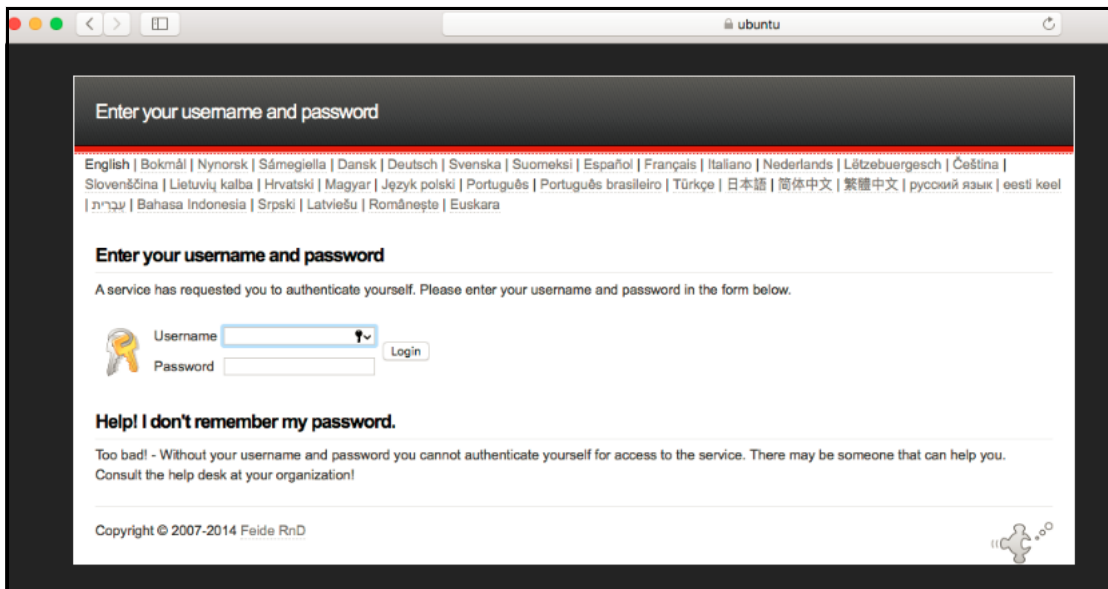 ubuntu
Enter your username and password
English | Bokmål | Nynorsk | Sámegiella | Dansk | Deutsch | Svenska | Suomeksi | Español | Français | Italiano | Nederlands | Lëtzebuergesch | Čeština |
Slovenščina | Lietuvių kalba | Hrvatski | Magyar | Język polski | Português | Português brasileiro | Türkçe | 日本語 | 简体中文 | 繁體中文 | русский язык | eesti keel
| עִבְרִית | Bahasa Indonesia | Srpski | Latviešu | Românește | Euskara
Enter your username and password
A service has requested you to authenticate yourself. Please enter your username and password in the form below.
Username
Login
Password
Help! I don't remember my password.
Too bad! - Without your username and password you cannot authenticate yourself for access to the service. There may be someone that can help you.
Consult the help desk at your organization!
Copyright © 2007-2014 Feide RnD